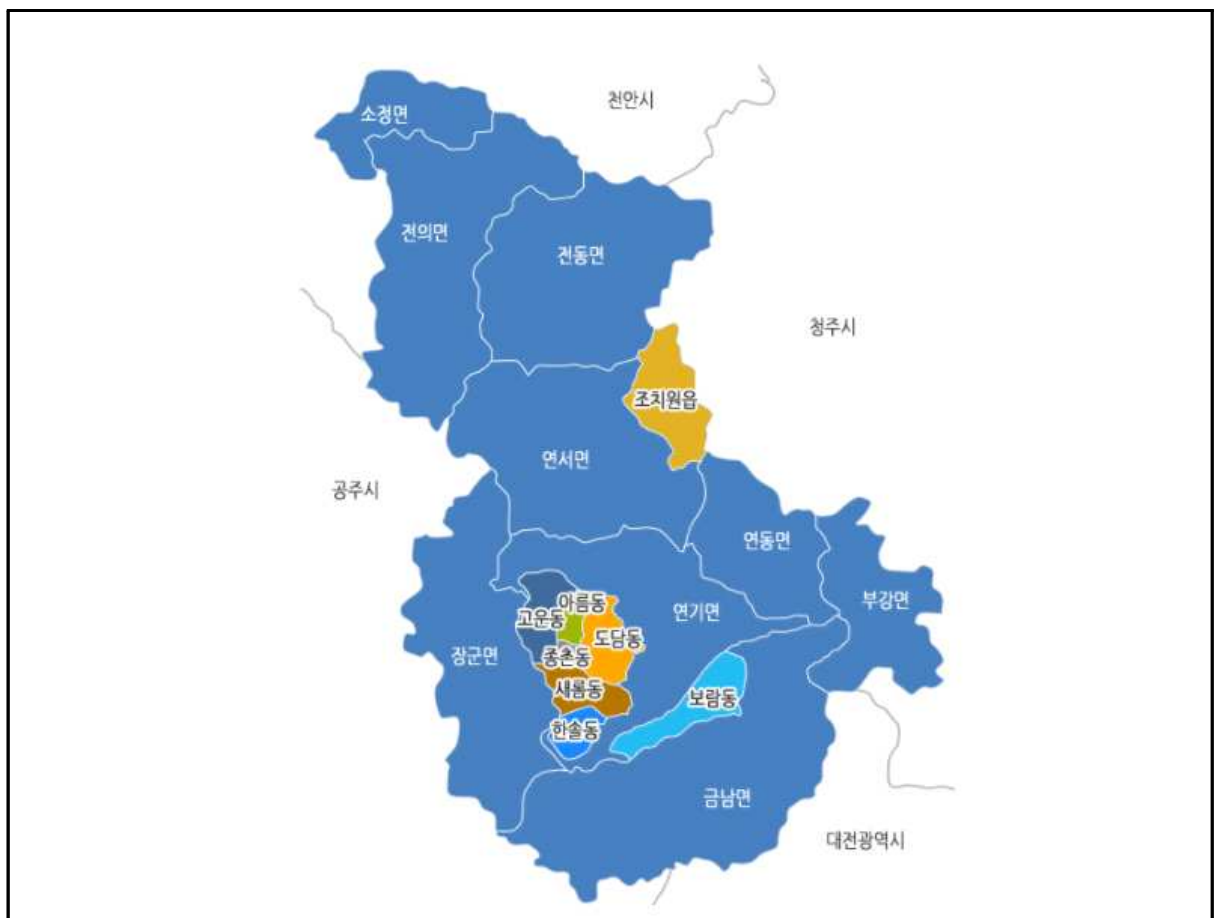 천안시
소정면
전의면
전동면
청주시
조치원읍
연서면
공주시
연동면
부강면
아름동
고운동
연기면
도담동
장군면
종촌동
새롬동
보람동
한솔동
금남면
대전광역시